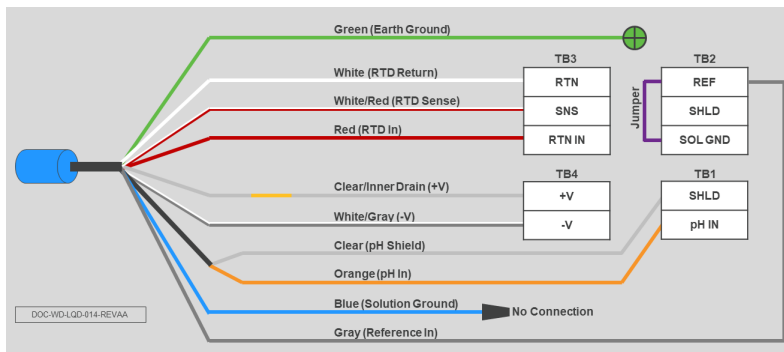 Green (Earth Ground)
TB3
TB2
White (RTD Return)
RTN
REF
White/Red (RTD Sense)
SNS
Jumper
SHLD
Red (RTD In)
RTN IN
SOL GND
TB4
TB1
Clear/Inner Drain (+V)
+V
SHLD
White/Gray (-V)
-V
pH IN
Clear (pH Shield)
Orange (pH In)
Blue (Solution Ground)
No Connection
DOC-WD-LQD-014-REVAA
Gray (Reference In)